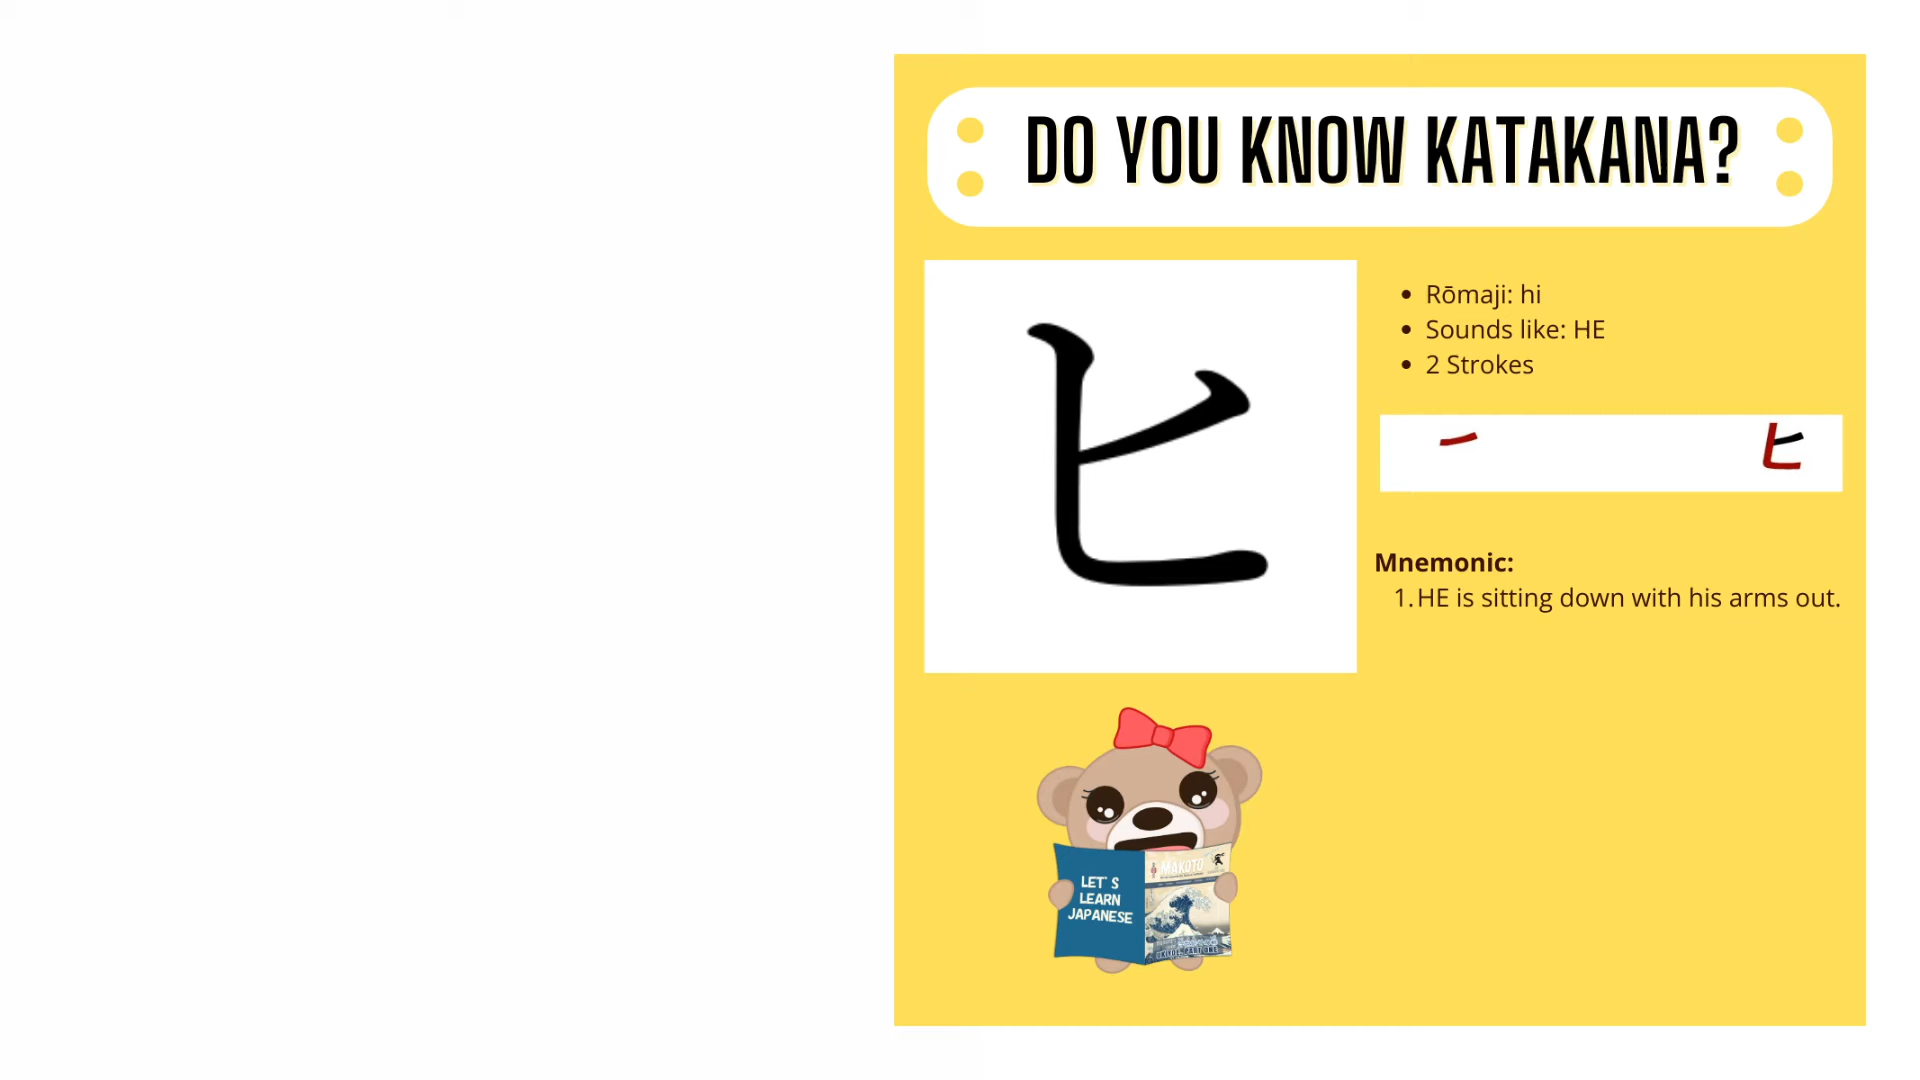 DO YOU KNOW KATAKANA?
ヒ
• Rōmaji: hi
• Sounds like: HE
• 2 Strokes
ヒ
Mnemonic:
1. HE is sitting down with his arms out.
LET'S
LEARN
JAPANESE
MAKOTO